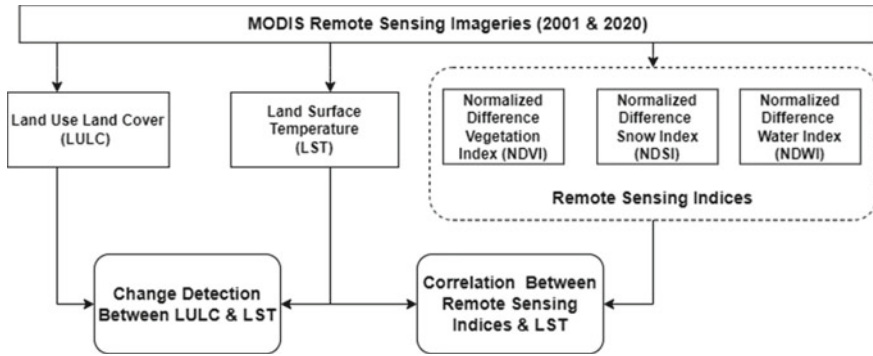 MODIS Remote Sensing Imageries (2001 & 2020)
Land Use Land Cover
(LULC)
Land Surface
Temperature
(LST)
Normalized
Difference
Vegetation
Index (NDVI)
Normalized
Difference
Snow Index
(NDSI)
Normalized
Difference
Water Index
(NDWI)
Remote Sensing Indices
Change Detection
Between LULC & LST
Correlation Between
Remote Sensing
Indices & LST